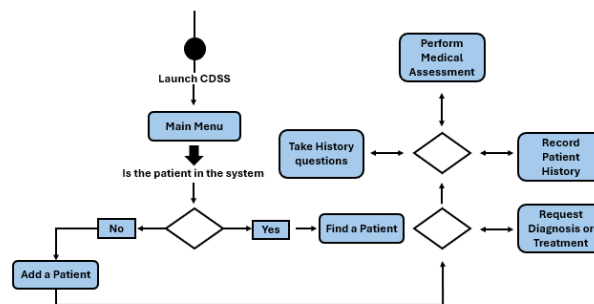 Perform
Medical
Assessment
Launch CDSS
Main Menu
Take History
questions
Record
Patient
History
Is the patient in the system
No
Yes
Find a Patient
Request
Diagnosis or
Treatment
Add a Patient